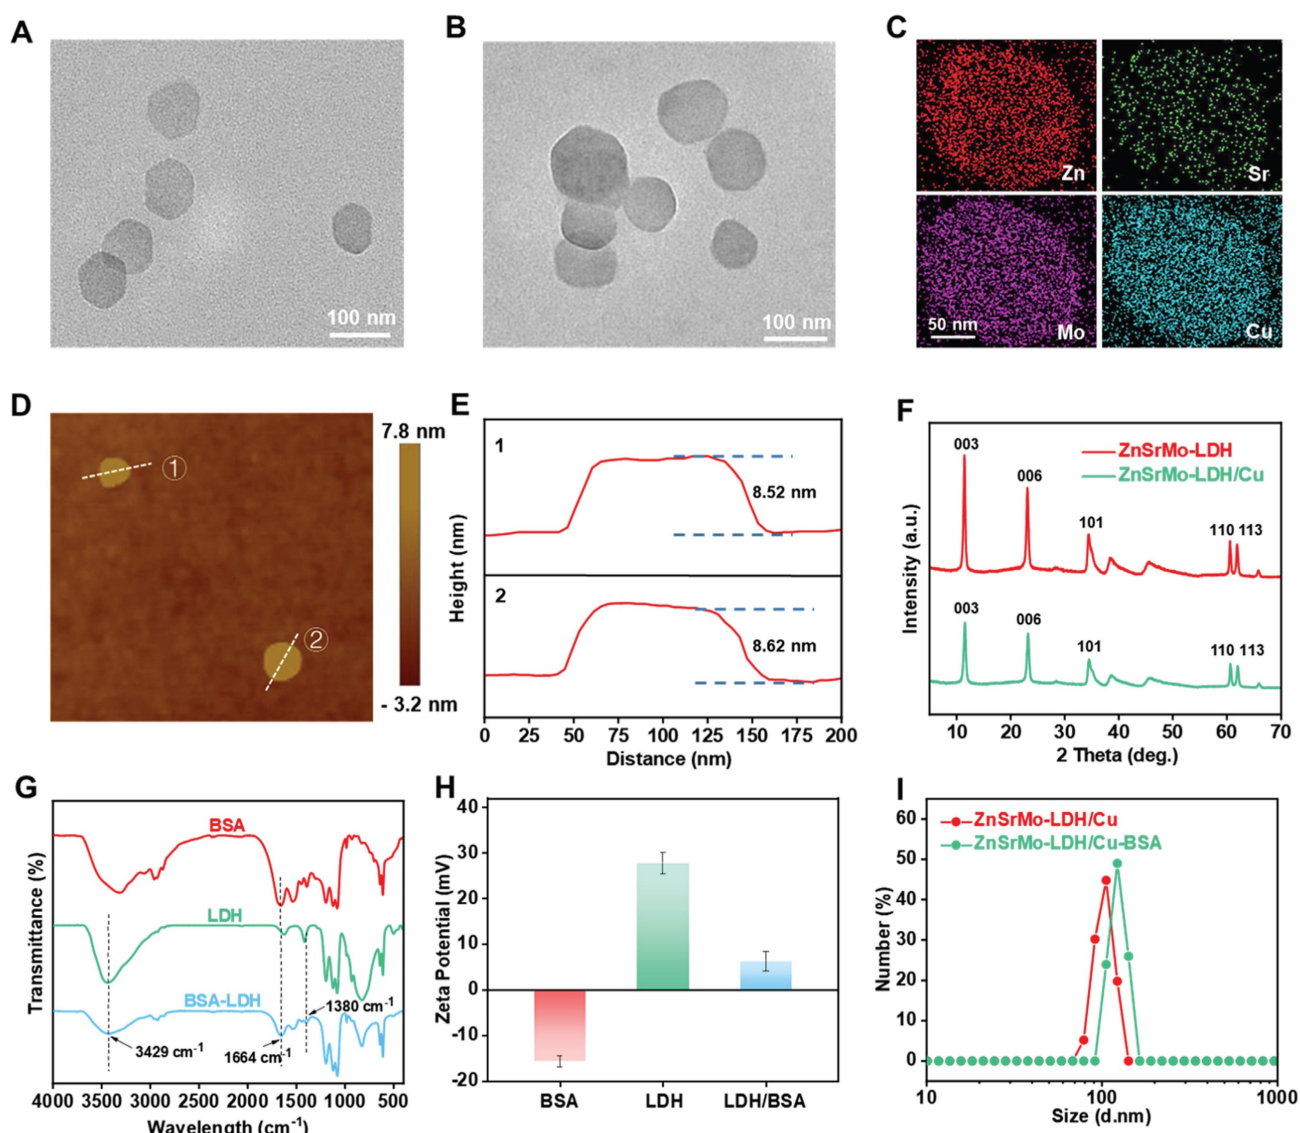 A
100 nm
B
100 nm
C
Zn
Sr
50 nm
Mo
Cu
D
①
②
7.8 nm
- 3.2 nm
E
Height (nm)
1
8.52 nm
2
8.62 nm
0 25 50 75 100 125 150 175 200
Distance (nm)
F
Intensity (a.u.)
ZnSrMo-LDH
ZnSrMo-LDH/Cu
003
006
101
110 113
003
006
101
110 113
10 20 30 40 50 60 70
2 Theta (deg.)
G
Transmittance (%)
BSA
LDH
BSA-LDH
1380 cm-1
3429 cm-1
1664 cm-1
4000 3500 3000 2500 2000 1500 1000 500
Wavelength (cm-1)
H
Zeta Potential (mV)
40
30
20
10
0
-10
-20
BSA LDH LDH/BSA
I
Number (%)
ZnSrMo-LDH/Cu
ZnSrMo-LDH/Cu-BSA
60
50
40
30
20
10
0
10 100 1000
Size (d.nm)